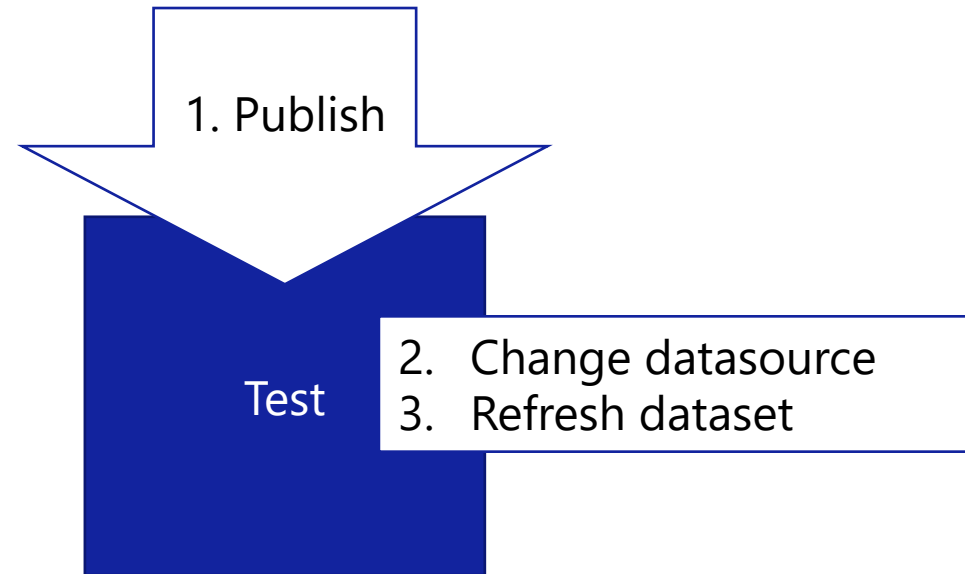 1. Publish
Test
2. Change datasource
3. Refresh dataset